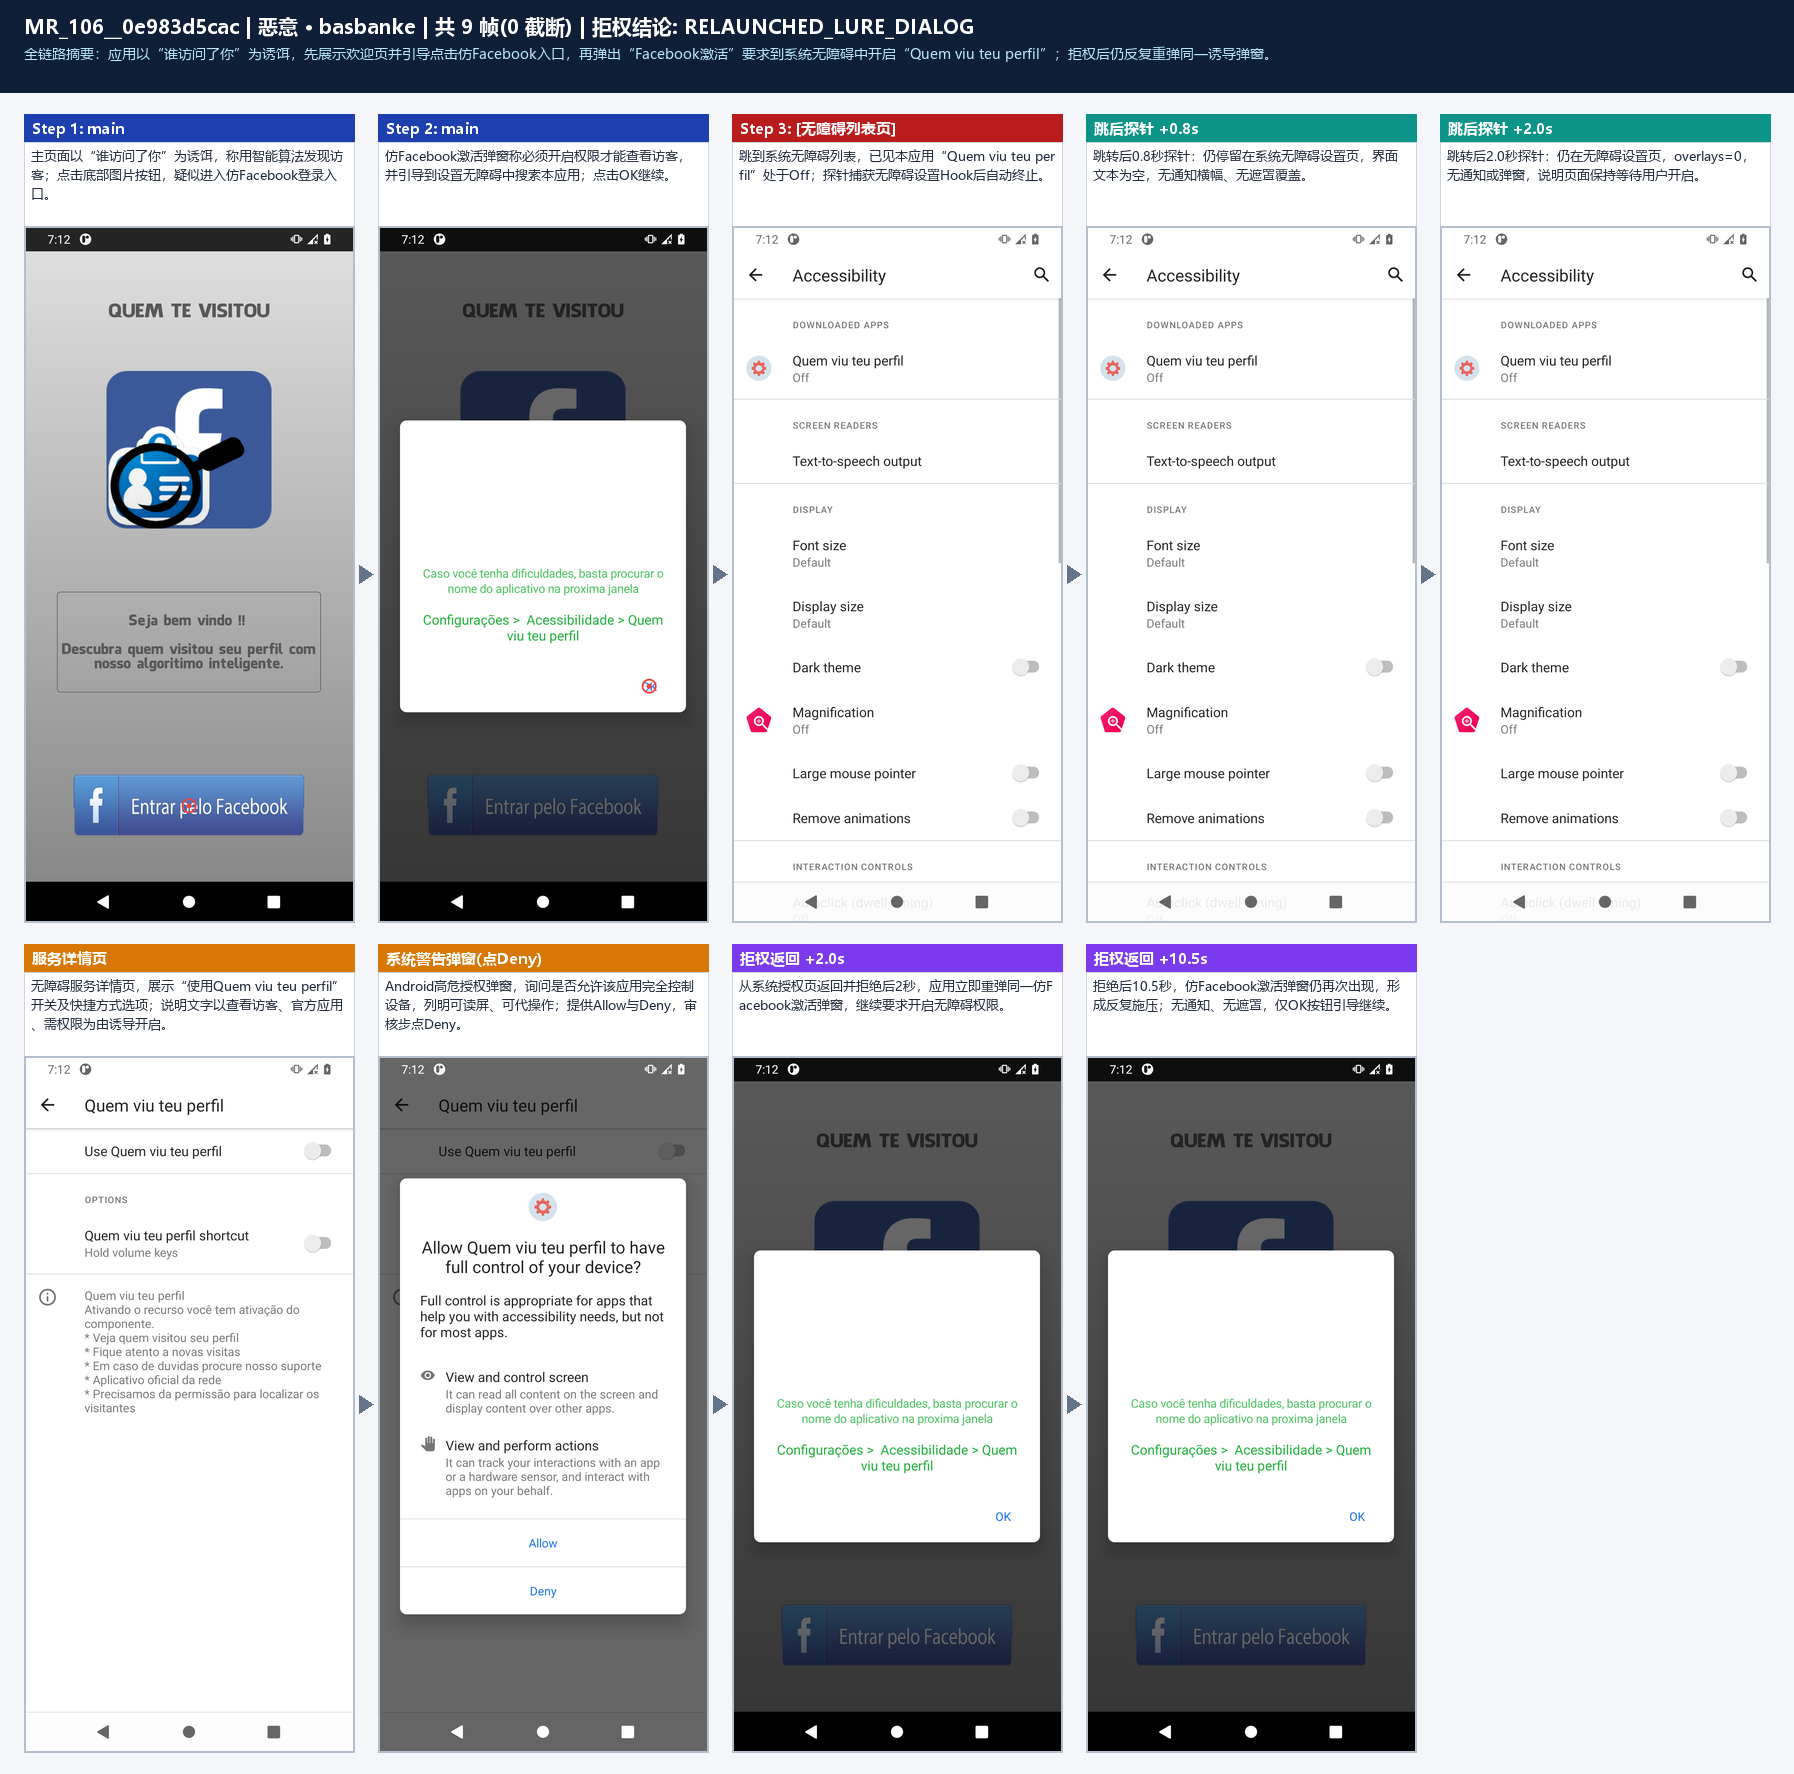 MR_106__0e983d5cac | 恶意 • basbanke | 共 9 帧(0 截断) | 拒权结论: RELAUNCHED_LURE_DIALOG
全链路摘要：应用以“谁访问了你”为诱饵，先展示欢迎页并引导点击仿Facebook入口，再弹出“Facebook激活”要求到系统无障碍中开启“Quem viu teu perfil”；拒权后仍反复重弹同一诱导弹窗。
Step 1: main
主页面以“谁访问了你”为诱饵，称用智能算法发现访
客；点击底部图片按钮，疑似进入仿Facebook登录入
口。
7:12
QUEM TE VISITOU
Seja bem vindo !!
Descubra quem visitou seu perfil com
nosso algoritimo inteligente.
Entrar pelo Facebook
Step 2: main
仿Facebook激活弹窗称必须开启权限才能查看访客，
并引导到设置无障碍中搜索本应用；点击OK继续。
7:12
QUEM TE VISITOU
Caso você tenha dificuldades, basta procurar o
nome do aplicativo na proxima janela
Configurações > Acessibilidade > Quem
viu teu perfil
Entrar pelo Facebook
Step 3: [无障碍列表页]
跳到系统无障碍列表，已见本应用“Quem viu teu per
fil”处于Off；探针捕获无障碍设置Hook后自动终止。
7:12
Accessibility
DOWNLOADED APPS
Quem viu teu perfil
Off
SCREEN READERS
Text-to-speech output
DISPLAY
Font size
Default
Display size
Default
Dark theme
Magnification
Off
Large mouse pointer
Remove animations
INTERACTION CONTROLS
跳后探针 +0.8s
跳转后0.8秒探针：仍停留在系统无障碍设置页，界面
文本为空，无通知横幅、无遮罩覆盖。
7:12
Accessibility
DOWNLOADED APPS
Quem viu teu perfil
Off
SCREEN READERS
Text-to-speech output
DISPLAY
Font size
Default
Display size
Default
Dark theme
Magnification
Off
Large mouse pointer
Remove animations
INTERACTION CONTROLS
跳后探针 +2.0s
跳转后2.0秒探针：仍在无障碍设置页，overlays=0，
无通知或弹窗，说明页面保持等待用户开启。
7:12
Accessibility
DOWNLOADED APPS
Quem viu teu perfil
Off
SCREEN READERS
Text-to-speech output
DISPLAY
Font size
Default
Display size
Default
Dark theme
Magnification
Off
Large mouse pointer
Remove animations
INTERACTION CONTROLS
服务详情页
无障碍服务详情页，展示“使用Quem viu teu perfil”
开关及快捷方式选项；说明文字以查看访客、官方应用
、需权限为由诱导开启。
7:12
Quem viu teu perfil
Use Quem viu teu perfil
OPTIONS
Quem viu teu perfil shortcut
Hold volume keys
Quem viu teu perfil
Ativando o recurso você tem ativação do
componente.
* Veja quem visitou seu perfil
* Fique atento a novas visitas
* Em caso de duvidas procure nosso suporte
* Aplicativo oficial da rede
* Precisamos da permissão para localizar os
visitantes
系统警告弹窗(点Deny)
Android高危授权弹窗，询问是否允许该应用完全控制
设备，列明可读屏、可代操作；提供Allow与Deny，审
核步点Deny。
7:12
Quem viu teu perfil
Use Quem viu teu perfil
Allow Quem viu teu perfil to have
full control of your device?
Full control is appropriate for apps that
help you with accessibility needs, but not
for most apps.
View and control screen
It can read all content on the screen and
display content over other apps.
View and perform actions
It can track your interactions with an app
or a hardware sensor, and interact with
apps on your behalf.
Allow
Deny
拒权返回 +2.0s
从系统授权页返回并拒绝后2秒，应用立即重弹同一仿F
acebook激活弹窗，继续要求开启无障碍权限。
7:12
QUEM TE VISITOU
Caso você tenha dificuldades, basta procurar o
nome do aplicativo na proxima janela
Configurações > Acessibilidade > Quem
viu teu perfil
OK
Entrar pelo Facebook
拒权返回 +10.5s
拒绝后10.5秒，仿Facebook激活弹窗仍再次出现，形
成反复施压；无通知、无遮罩，仅OK按钮引导继续。
7:12
QUEM TE VISITOU
Caso você tenha dificuldades, basta procurar o
nome do aplicativo na proxima janela
Configurações > Acessibilidade > Quem
viu teu perfil
OK
Entrar pelo Facebook